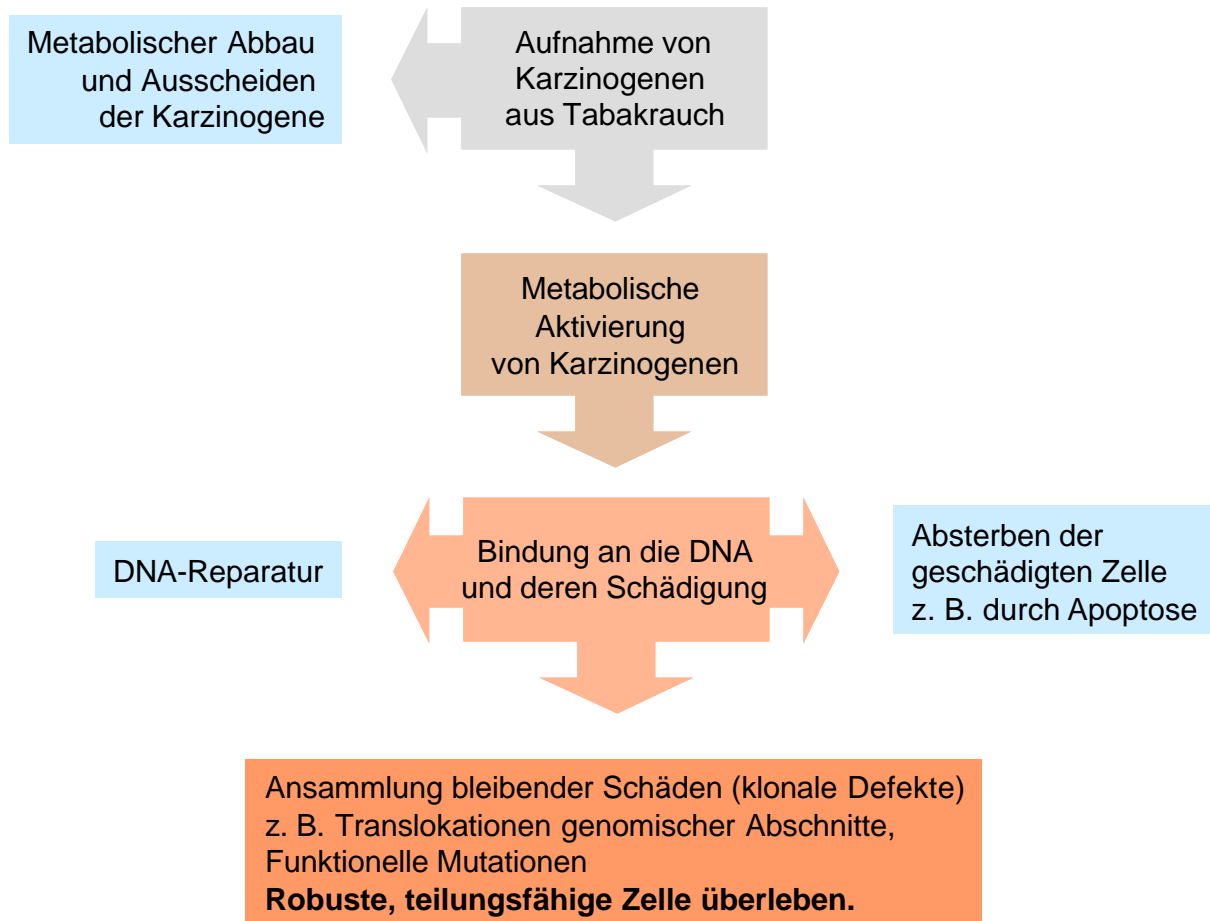 Metabolischer Abbau
und Ausscheiden
der Karzinogene
Aufnahme von
Karzinogenen
aus Tabakrauch
Metabolische
Aktivierung
von Karzinogenen
DNA-Reparatur
Bindung an die DNA
und deren Schädigung
Absterben der
geschädigten Zelle
z. B. durch Apoptose
Ansammlung bleibender Schäden (klonale Defekte)
z. B. Translokationen genomischer Abschnitte,
Funktionelle Mutationen
Robuste, teilungsfähige Zelle überleben.